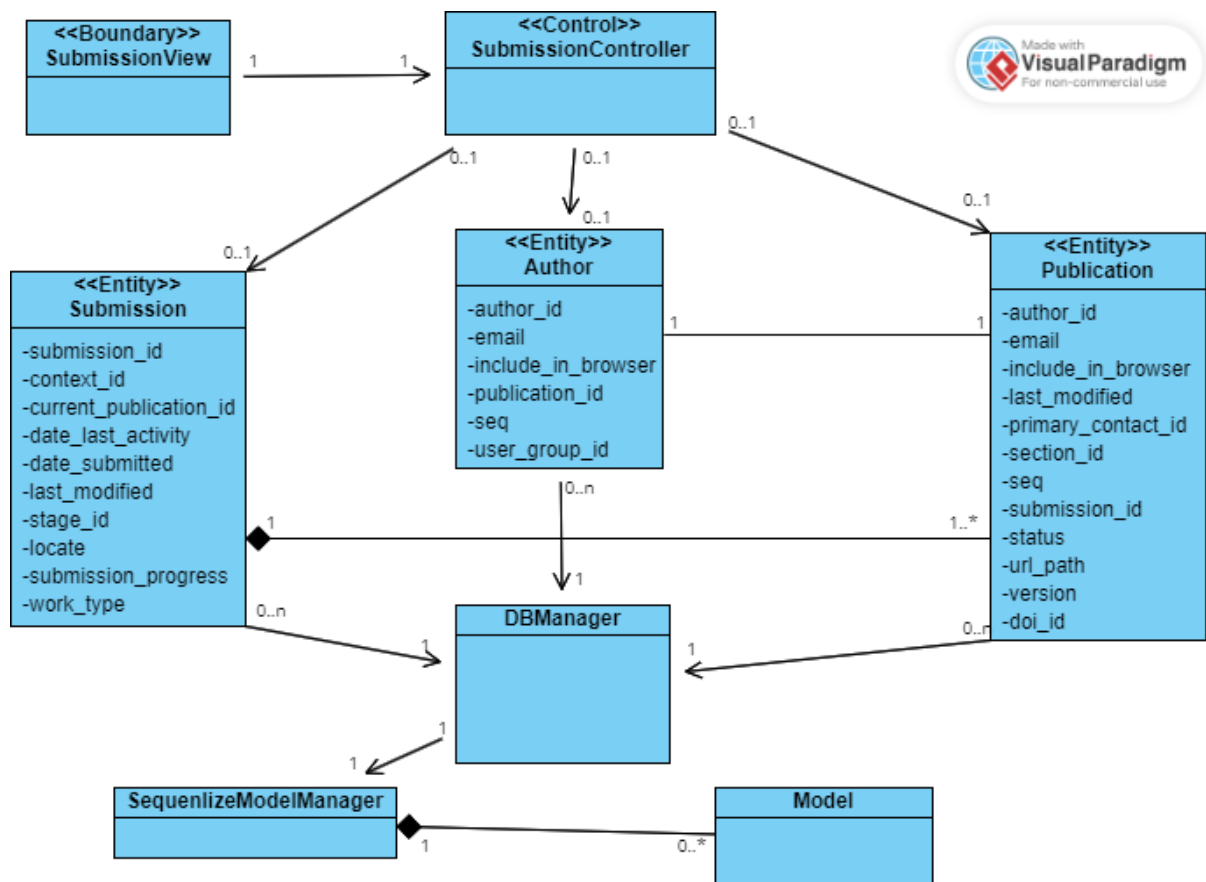 <<Boundary>>
SubmissionView
1
1
<<Control>>
SubmissionController
Made with
Visual Paradigm
For non-commercial use
0..1
0..1
0..1
0..1
0..1
0..1
<<Entity>>
Submission
-submission_id
-context_id
-current_publication_id
-date_last_activity
-date_submitted
-last_modified
-stage_id
-locate
-submission_progress
-work_type
<<Entity>>
Author
-author_id
-email
-include_in_browser
-publication_id
-seq
-user_group_id
1
1
<<Entity>>
Publication
-author_id
-email
-include_in_browser
-last_modified
-primary_contact_id
-section_id
-seq
-submission_id
-status
-url_path
-version
-doi_id
0..n
1
1
1..*
0..n
1
0..n
1
DBManager
1
1
SequenlizeModelManager
1
0..*
Model